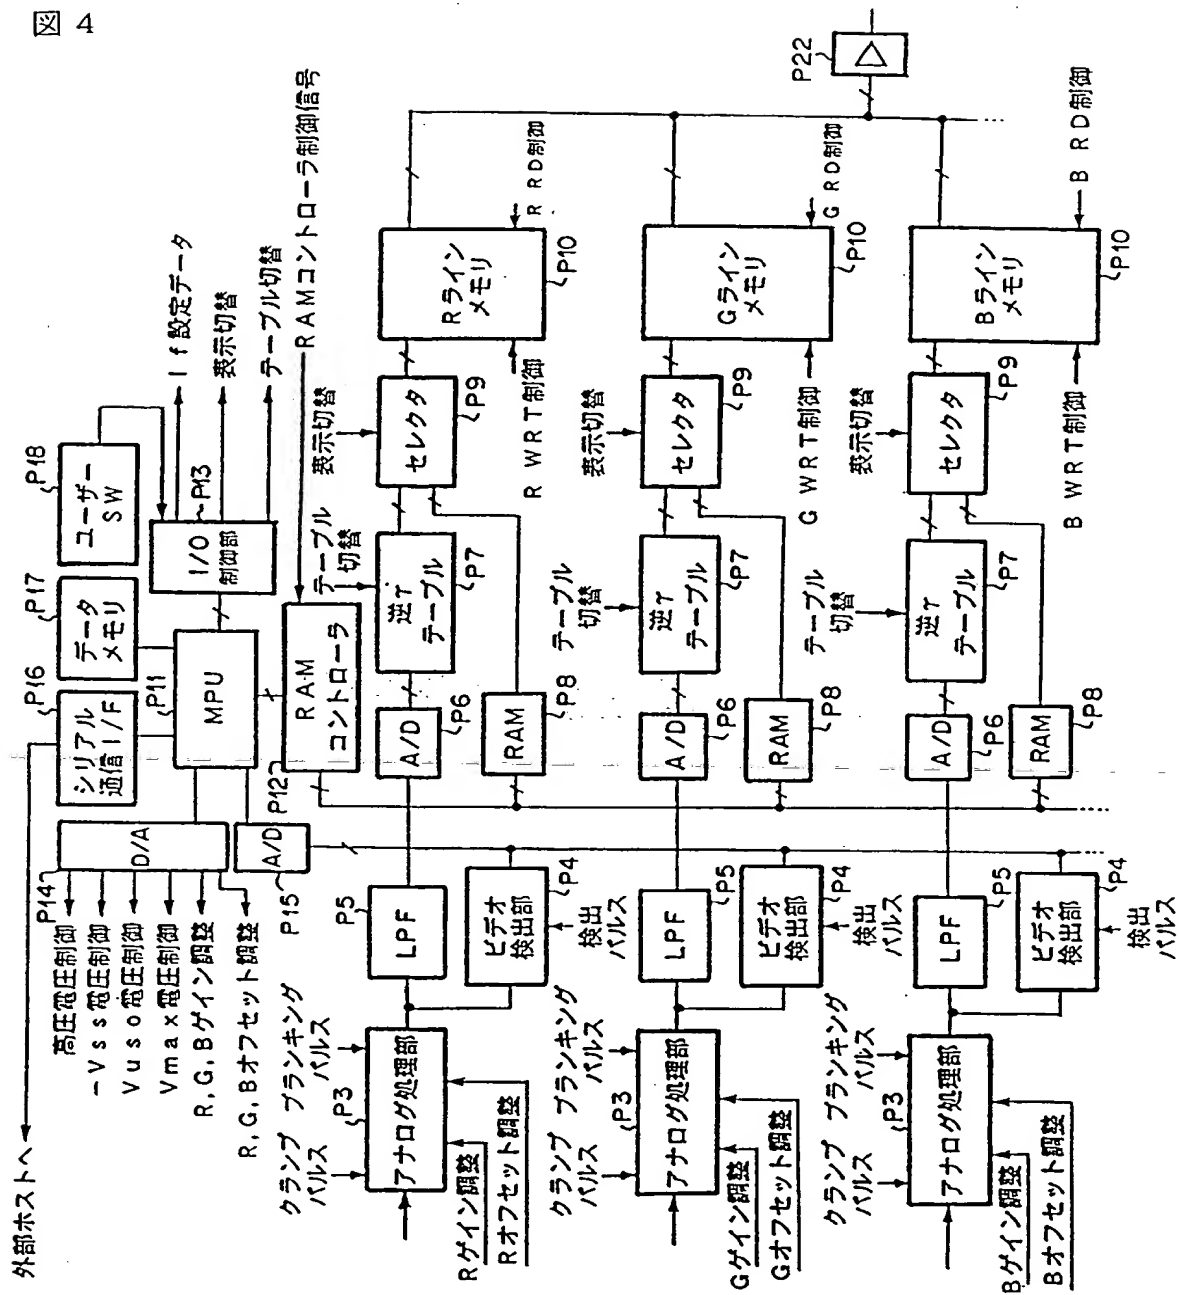 図 4
外部ホストへ
P14
高圧電圧制御
-Vss電圧制御
Vuso電圧制御
Vmax電圧制御
R,G,Bゲイン調整
R,G,Bオフセット調整
D/A
A/D
P15
シリアル
通信I/F
P16
MPU
P11
データ
メモリ
P17
ユーザー
SW
P18
I/O
制御部
P13
If設定データ
表示切替
テーブル切替
RAMコントローラ制御信号
RAM
コントローラ
P12
クランプ
パルス
ブランキング
パルス
P3
アナログ処理部
Rゲイン調整
Rオフセット調整
P5
LPF
ビデオ
検出部
P4
検出
パルス
A/D
P6
RAM
P8
テーブル
切替
逆γ
テーブル
P7
表示切替
セレクタ
P9
Rライン
メモリ
P10
R WRT制御
R RD制御
クランプ
パルス
ブランキング
パルス
P3
アナログ処理部
Gゲイン調整
Gオフセット調整
LPF
P5
ビデオ
検出部
P4
検出
パルス
A/D
P6
RAM
P8
テーブル
切替
逆γ
テーブル
P7
表示切替
セレクタ
P9
Gライン
メモリ
P10
G WRT制御
G RD制御
クランプ
パルス
ブランキング
パルス
P3
アナログ処理部
Bゲイン調整
Bオフセット調整
LPF
P5
ビデオ
検出部
P4
検出
パルス
A/D
P6
RAM
P8
テーブル
切替
逆γ
テーブル
P7
表示切替
セレクタ
P9
Bライン
メモリ
P10
B WRT制御
B RD制御
P22